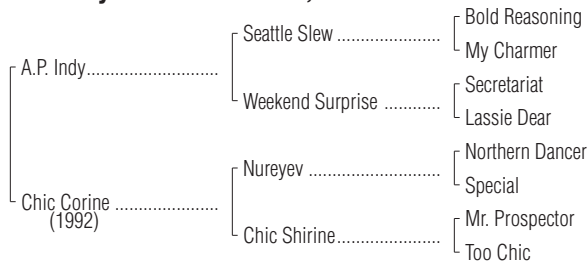 Bold Reasoning
Seattle Slew ....................
My Charmer
A.P. Indy.........................
Secretariat
Weekend Surprise ...........
Lassie Dear
Northern Dancer
Nureyev .........................
Special
Chic Corine ....................
(1992)
Mr. Prospector
Chic Shirine....................
Too Chic